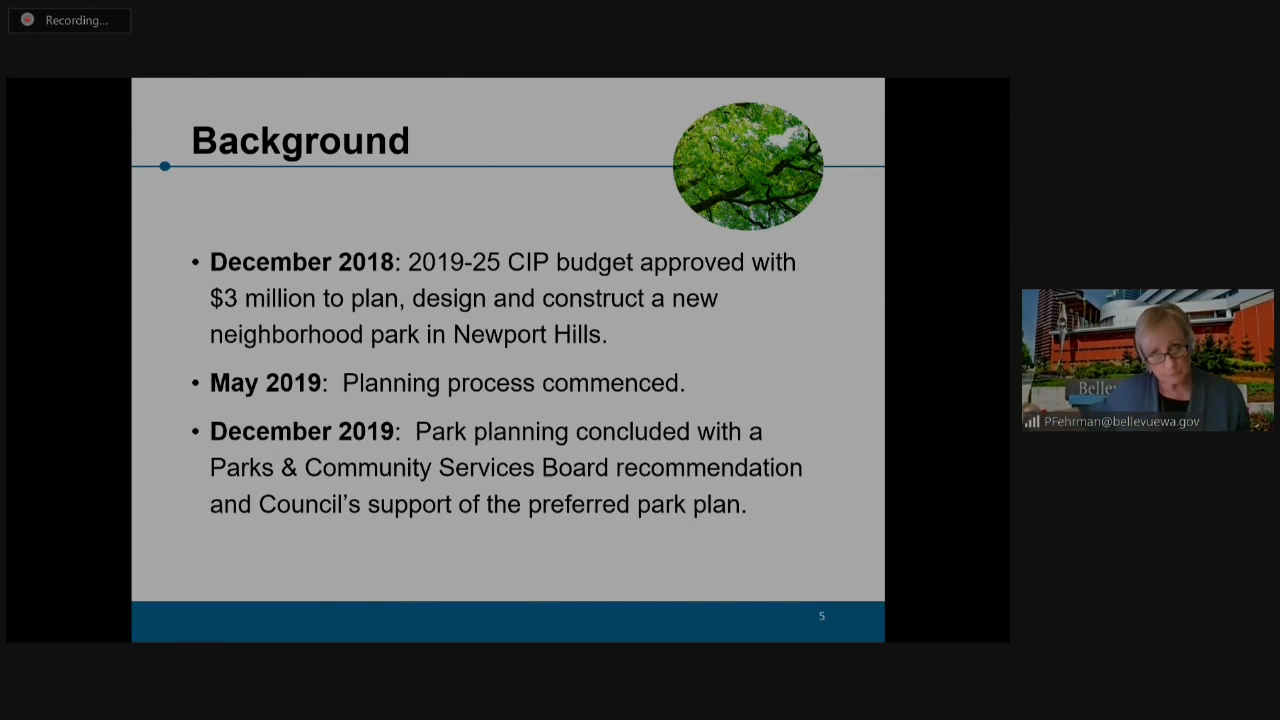 Recording...
Background
• December 2018: 2019-25 CIP budget approved with
$3 million to plan, design and construct a new
neighborhood park in Newport Hills.
• May 2019: Planning process commenced.
• December 2019: Park planning concluded with a
Parks & Community Services Board recommendation
and Council’s support of the preferred park plan.
5
Bellev
PFehrman@bellevuewa.gov